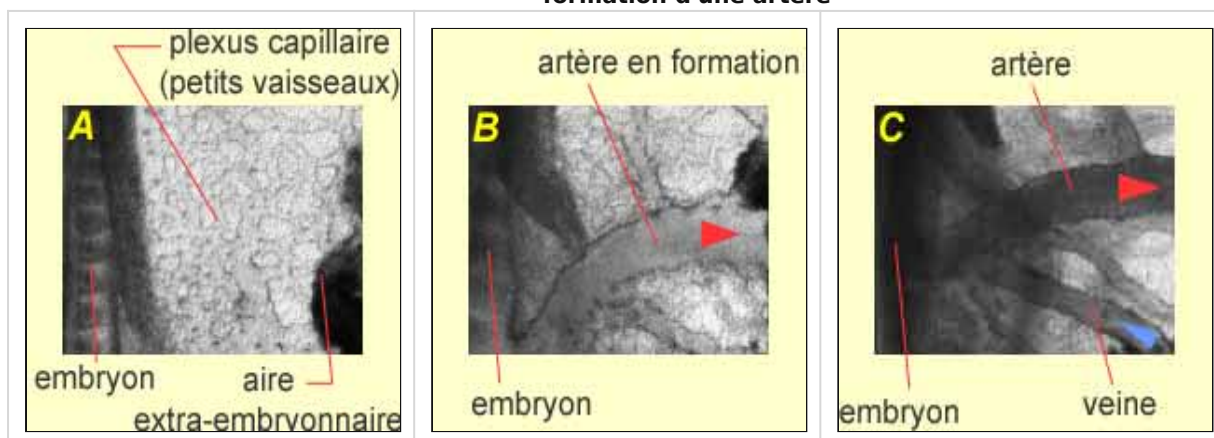 formation d'une artère
plexus capillaire
(petits vaisseaux)
A
embryon
aire
extra-embryonnaire
artère en formation
B
embryon
artère
C
embryon
veine